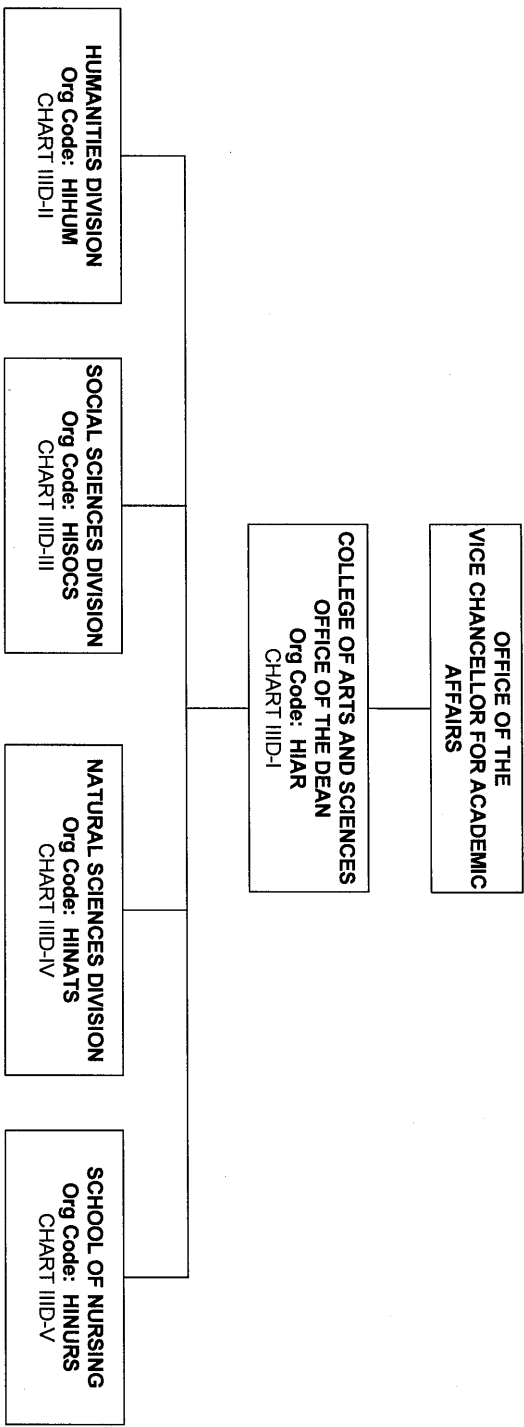 OFFICE OF THE
VICE CHANCELLOR FOR ACADEMIC
AFFAIRS
COLLEGE OF ARTS AND SCIENCES
OFFICE OF THE DEAN
Org Code: HIAR
CHART IIID-I
HUMANITIES DIVISION
Org Code: HIHUM
CHART IIID-II
SOCIAL SCIENCES DIVISION
Org Code: HISOCS
CHART IIID-III
NATURAL SCIENCES DIVISION
Org Code: HINATS
CHART IIID-IV
SCHOOL OF NURSING
Org Code: HINURS
CHART IIID-V